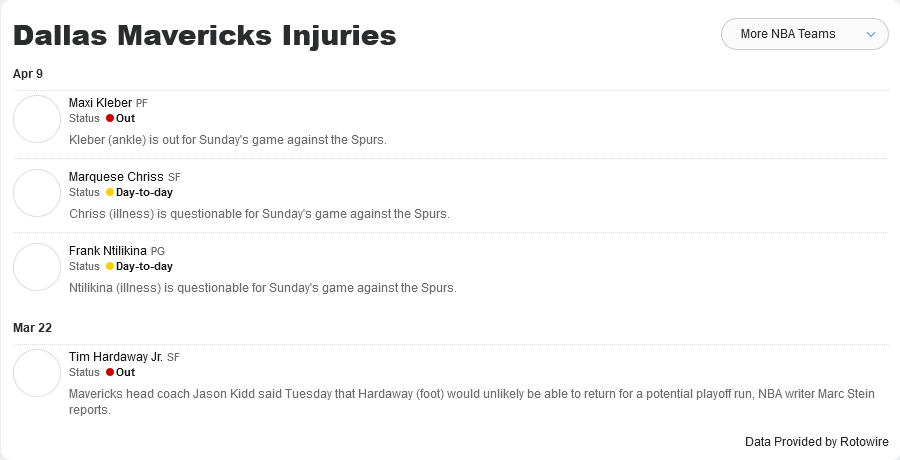 Dallas Mavericks Injuries
More NBA Teams
Apr 9
Maxi Kleber PF
Status Out
Kleber (ankle) is out for Sunday's game against the Spurs.
Marquese Chriss SF
Status Day-to-day
Chriss (illness) is questionable for Sunday's game against the Spurs.
Frank Ntilikina PG
Status Day-to-day
Ntilikina (illness) is questionable for Sunday's game against the Spurs.
Mar 22
Tim Hardaway Jr. SF
Status Out
Mavericks head coach Jason Kidd said Tuesday that Hardaway (foot) would unlikely be able to return for a potential playoff run, NBA writer Marc Stein
reports.
Data Provided by Rotowire